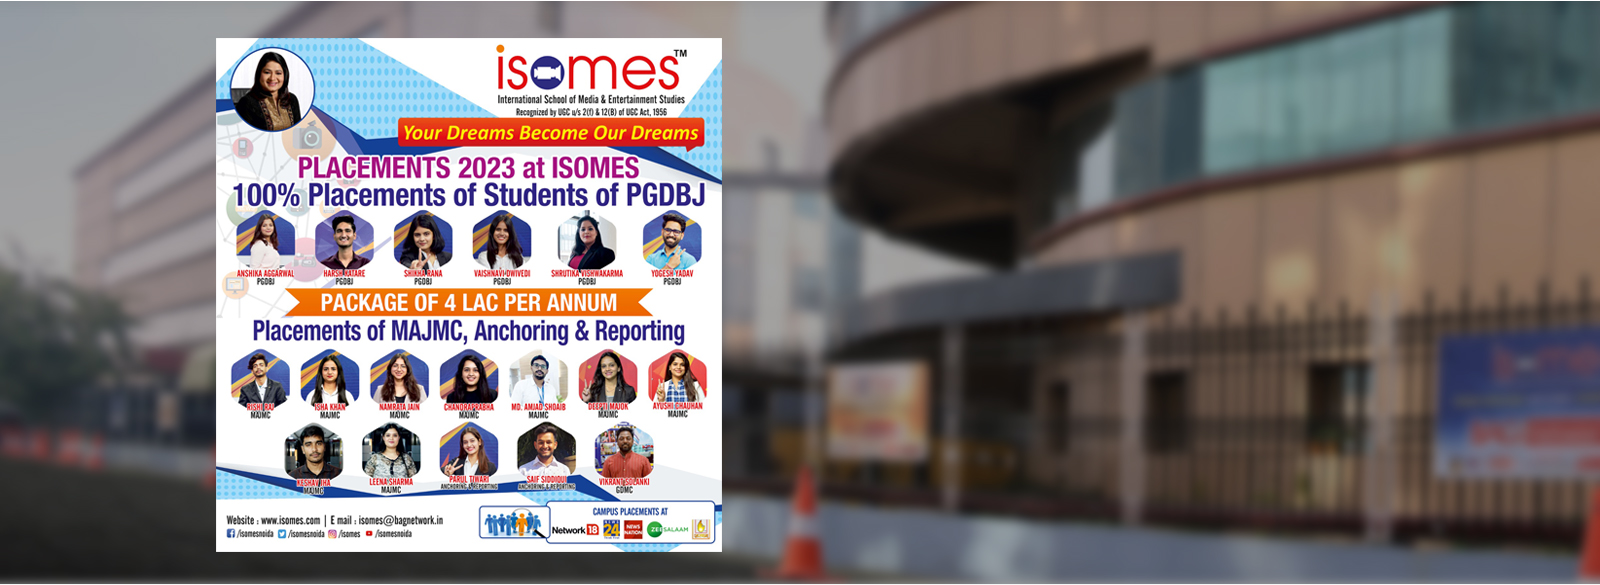 isomes™
International School of Media & Entertainment Studies
Recognized by UGC u/s 2(f) & 12(B) of UGC Act, 1956
Your Dreams Become Our Dreams
PLACEMENTS 2023 at ISOMES
100% Placements of Students of PGDBJ
ANSHIKA AGGARWAL HARSH KATARE SHIKHA RANA VAISHNAVI DWIVEDI SHRUTIKA VISHWAKARMA YOGESH YADAV
PGDBJ PGDBJ PGDBJ PGDBJ PGDBJ PGDBJ
PACKAGE OF 4 LAC PER ANNUM
Placements of MAJMC, Anchoring & Reporting
RISHI RAJ ISHA KHAN NAMRATA JAIN CHANDRAPRABHA MD. AMJAD SHOAIB DEEPTI MAJOK AYUSHI CHAUHAN
MAJMC MAJMC MAJMC MAJMC MAJMC MAJMC MAJMC
KESHAV JHA LEENA SHARMA PARUL TIWARI SAIF SIDDIQUI VIKRANT SOLANKI
MAJMC MAJMC ANCHORING & REPORTING ANCHORING & REPORTING GDMC
Website : www.isomes.com | E mail : isomes@bagnetwork.in
/isomesnoida /isomesnoida /isomes /isomesnoida
CAMPUS PLACEMENTS AT
Network 18 24 NEWS NATION ZEE SALAAM